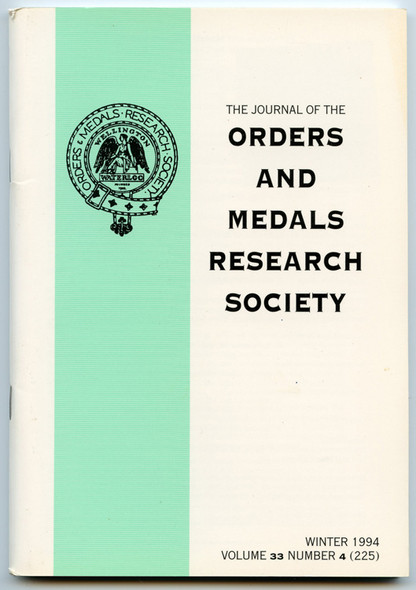 ORDERS & MEDALS · RESEARCH · SOCIETY
WELLINGTON
WATERLOO
THE JOURNAL OF THE
ORDERS
AND
MEDALS
RESEARCH
SOCIETY
WINTER 1994
VOLUME 33 NUMBER 4 (225)